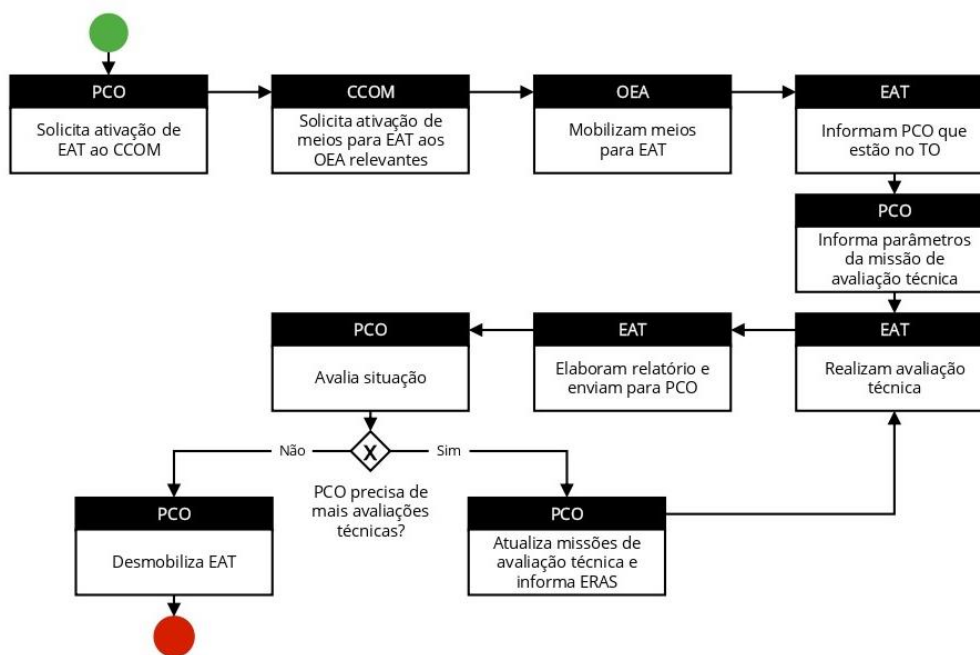 PCO
Solicita ativação de
EAT ao CCOM
CCOM
Solicita ativação de
meios para EAT aos
OEA relevantes
OEA
Mobilizam meios
para EAT
EAT
Informam PCO que
estão no TO
PCO
Informa parâmetros
da missão de
avaliação técnica
EAT
Realizam avaliação
técnica
EAT
Elaboram relatório e
enviam para PCO
PCO
Avalia situação
X
Não
Sim
PCO precisa de
mais avaliações
técnicas?
PCO
Desmobiliza EAT
PCO
Atualiza missões de
avaliação técnica e
informa ERAS